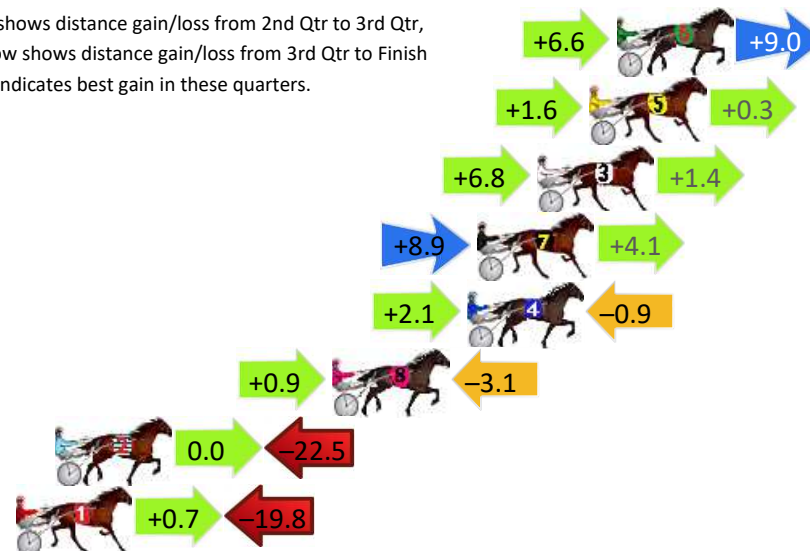 shows distance gain/loss from 2nd Qtr to 3rd Qtr,
ow shows distance gain/loss from 3rd Qtr to Finish
ndicates best gain in these quarters.
+6.6 6 +9.0
+1.6 5 +0.3
+6.8 3 +1.4
+8.9 7 +4.1
+2.1 4 –0.9
+0.9 8 –3.1
2 0.0 –22.5
1 +0.7 –19.8